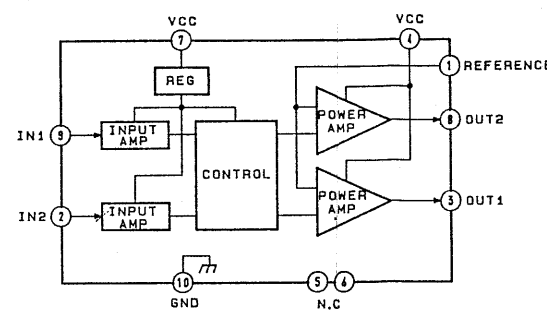 VCC
VCC
7
4
1 REFERENCE
REG
IN1 9
INPUT
AMP
POWER
AMP
8 OUT2
CONTROL
IN2 2
INPUT
AMP
POWER
AMP
3 OUT1
10
5 6
GND
N.C